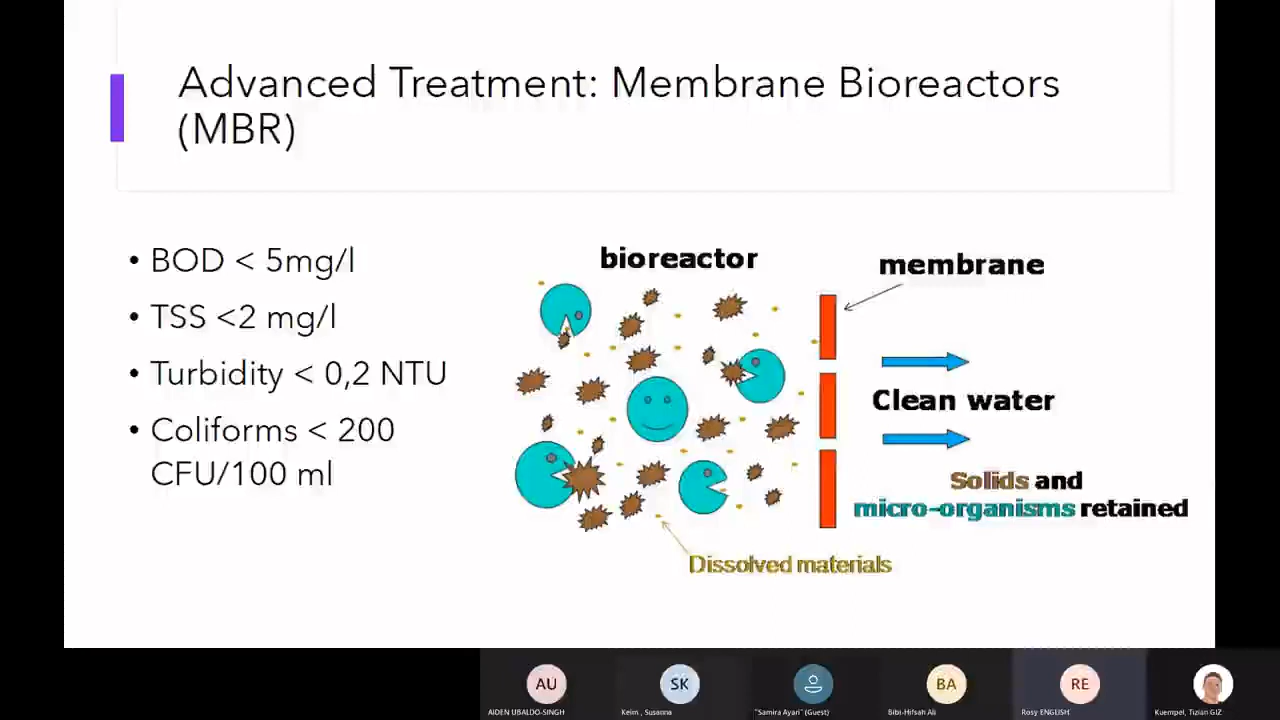 Advanced Treatment: Membrane Bioreactors
(MBR)
• BOD < 5mg/l
• TSS <2 mg/l
• Turbidity < 0,2 NTU
• Coliforms < 200
CFU/100 ml
bioreactor
membrane
Clean water
Solids and
micro-organisms retained
Dissolved materials
AU
SK
BA
RE
AIDEN UBALDO-SINGH
Keim , Susanna
"Samira Ayari" (Guest)
Bibi-Hifsah Ali
Rosy ENGLISH
Kuempel, Tizian GIZ